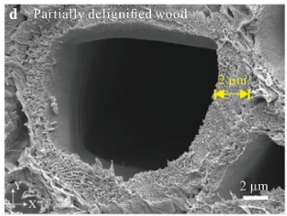 d Partially delignified wood
2 μm
Y
X
2 μm